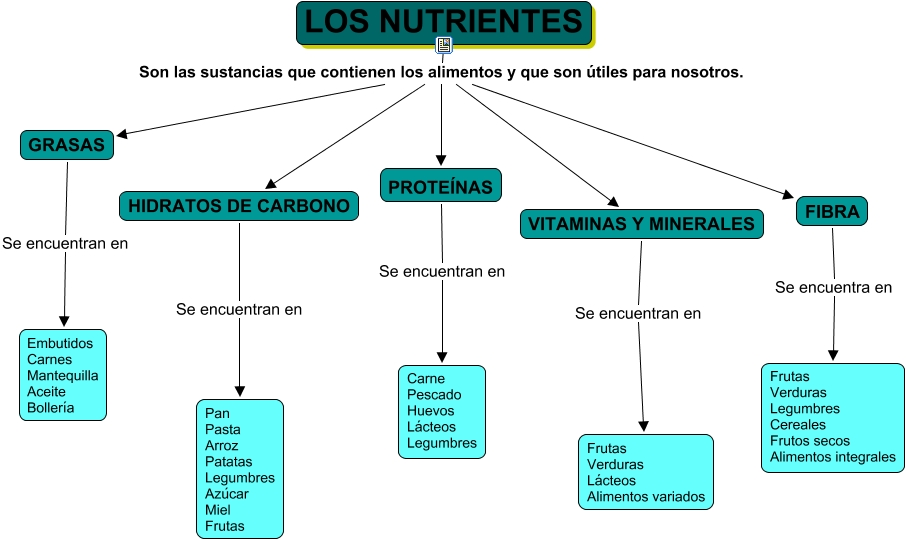 LOS NUTRIENTES
Son las sustancias que contienen los alimentos y que son útiles para nosotros.
GRASAS
Se encuentran en
Embutidos
Carnes
Mantequilla
Aceite
Bollería
HIDRATOS DE CARBONO
Se encuentran en
Pan
Pasta
Arroz
Patatas
Legumbres
Azúcar
Miel
Frutas
PROTEÍNAS
Se encuentran en
Carne
Pescado
Huevos
Lácteos
Legumbres
VITAMINAS Y MINERALES
Se encuentran en
Frutas
Verduras
Lácteos
Alimentos variados
FIBRA
Se encuentra en
Frutas
Verduras
Legumbres
Cereales
Frutos secos
Alimentos integrales